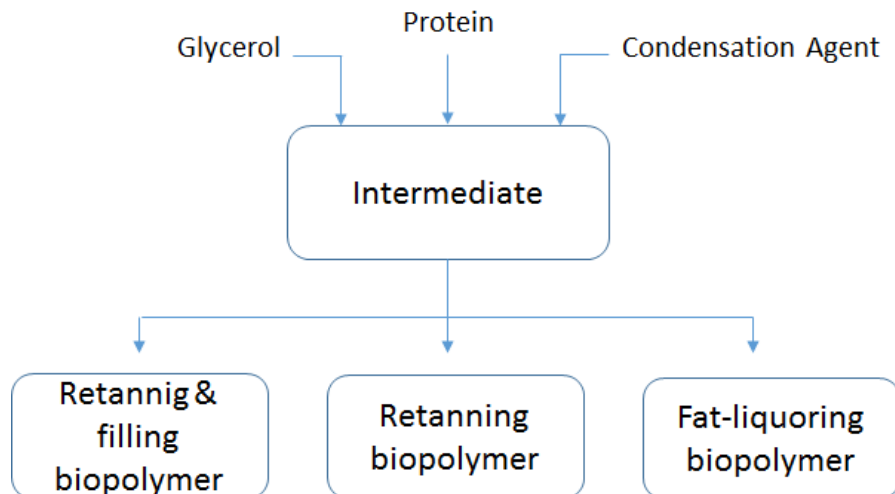 Protein
Glycerol
Condensation Agent
Intermediate
Retannig &
filling
biopolymer
Retanning
biopolymer
Fat-liquoring
biopolymer